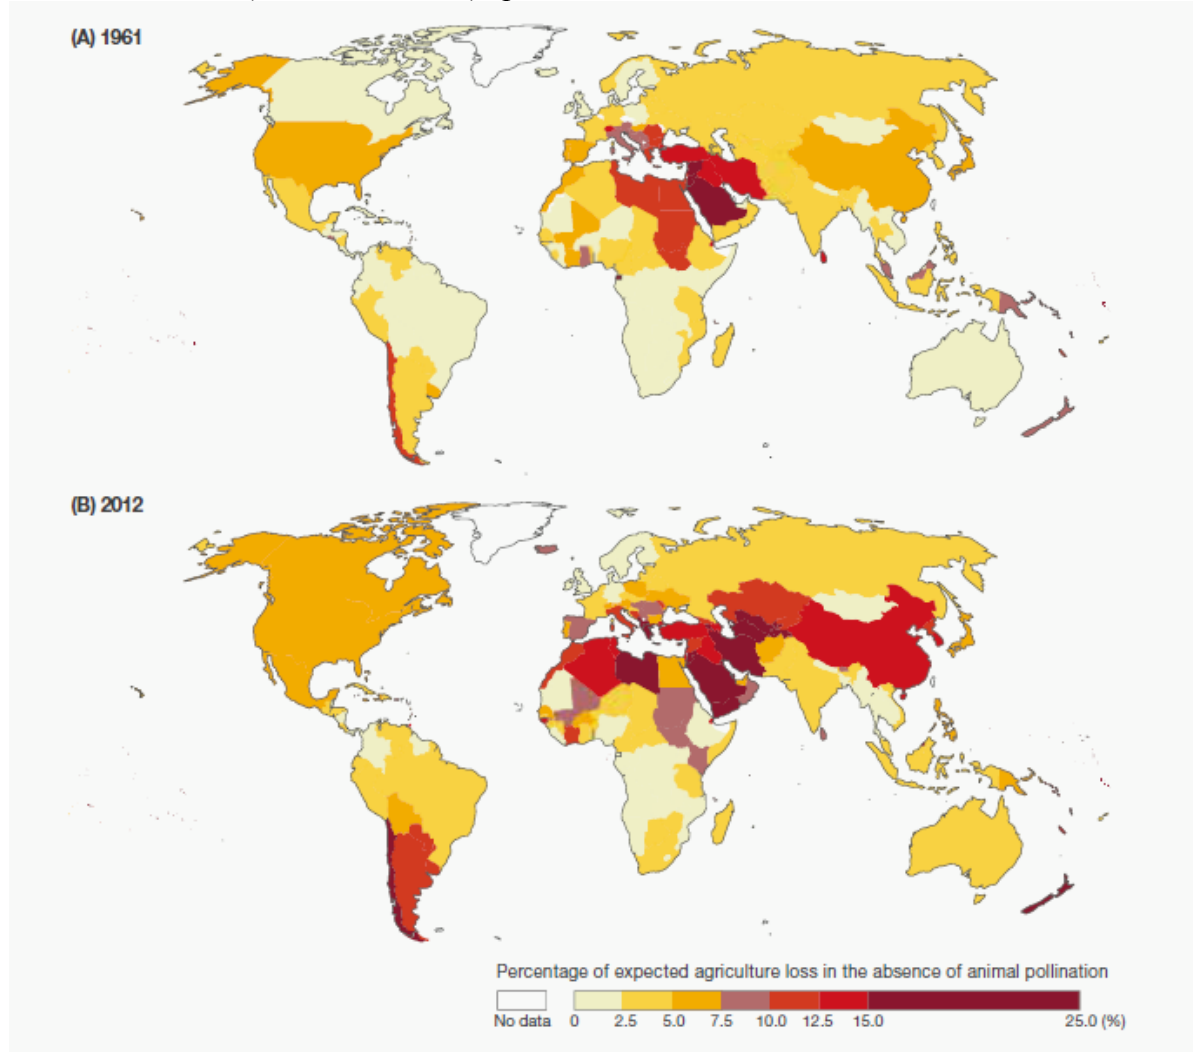 (A) 1961
(B) 2012
Percentage of expected agriculture loss in the absence of animal pollination
No data 0 2.5 5.0 7.5 10.0 12.5 15.0 25.0 (%)